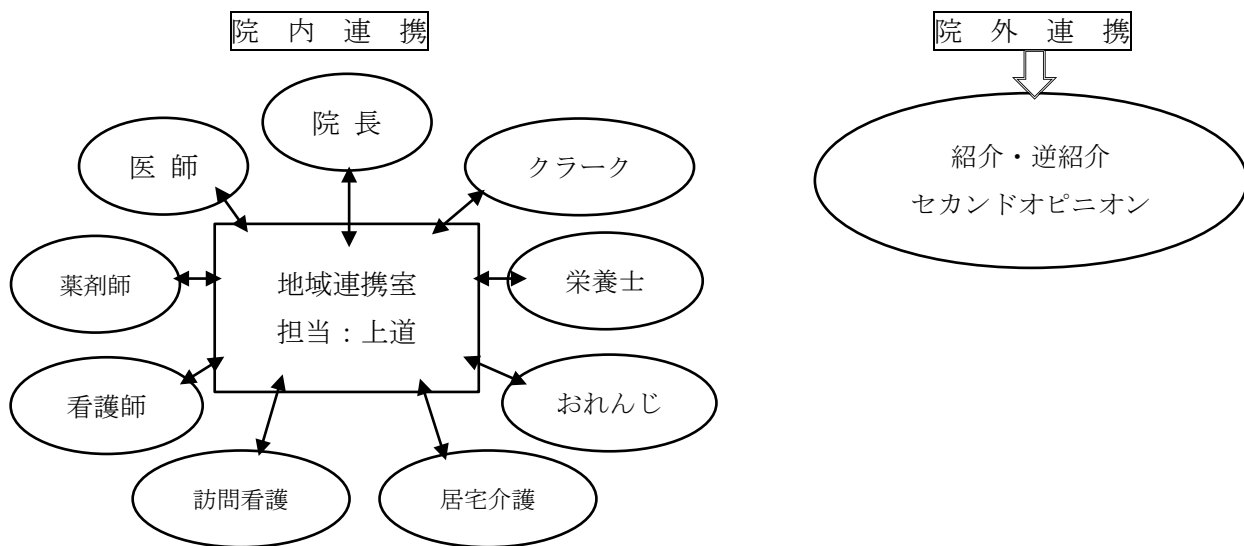 院内連携
院外連携
院長
医師
クラーク
紹介・逆紹介
セカンドオピニオン
薬剤師
地域連携室
担当：上道
栄養士
看護師
おれんじ
訪問看護
居宅介護